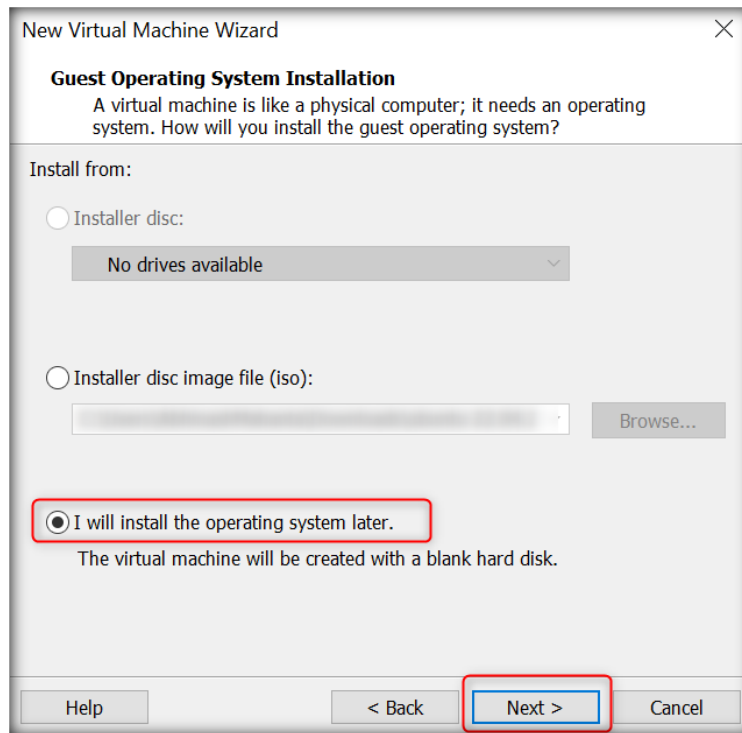 New Virtual Machine Wizard
Guest Operating System Installation
A virtual machine is like a physical computer; it needs an operating
system. How will you install the guest operating system?
Install from:
Installer disc:
No drives available
Installer disc image file (iso):
Browse...
I will install the operating system later.
The virtual machine will be created with a blank hard disk.
Help
< Back
Next >
Cancel